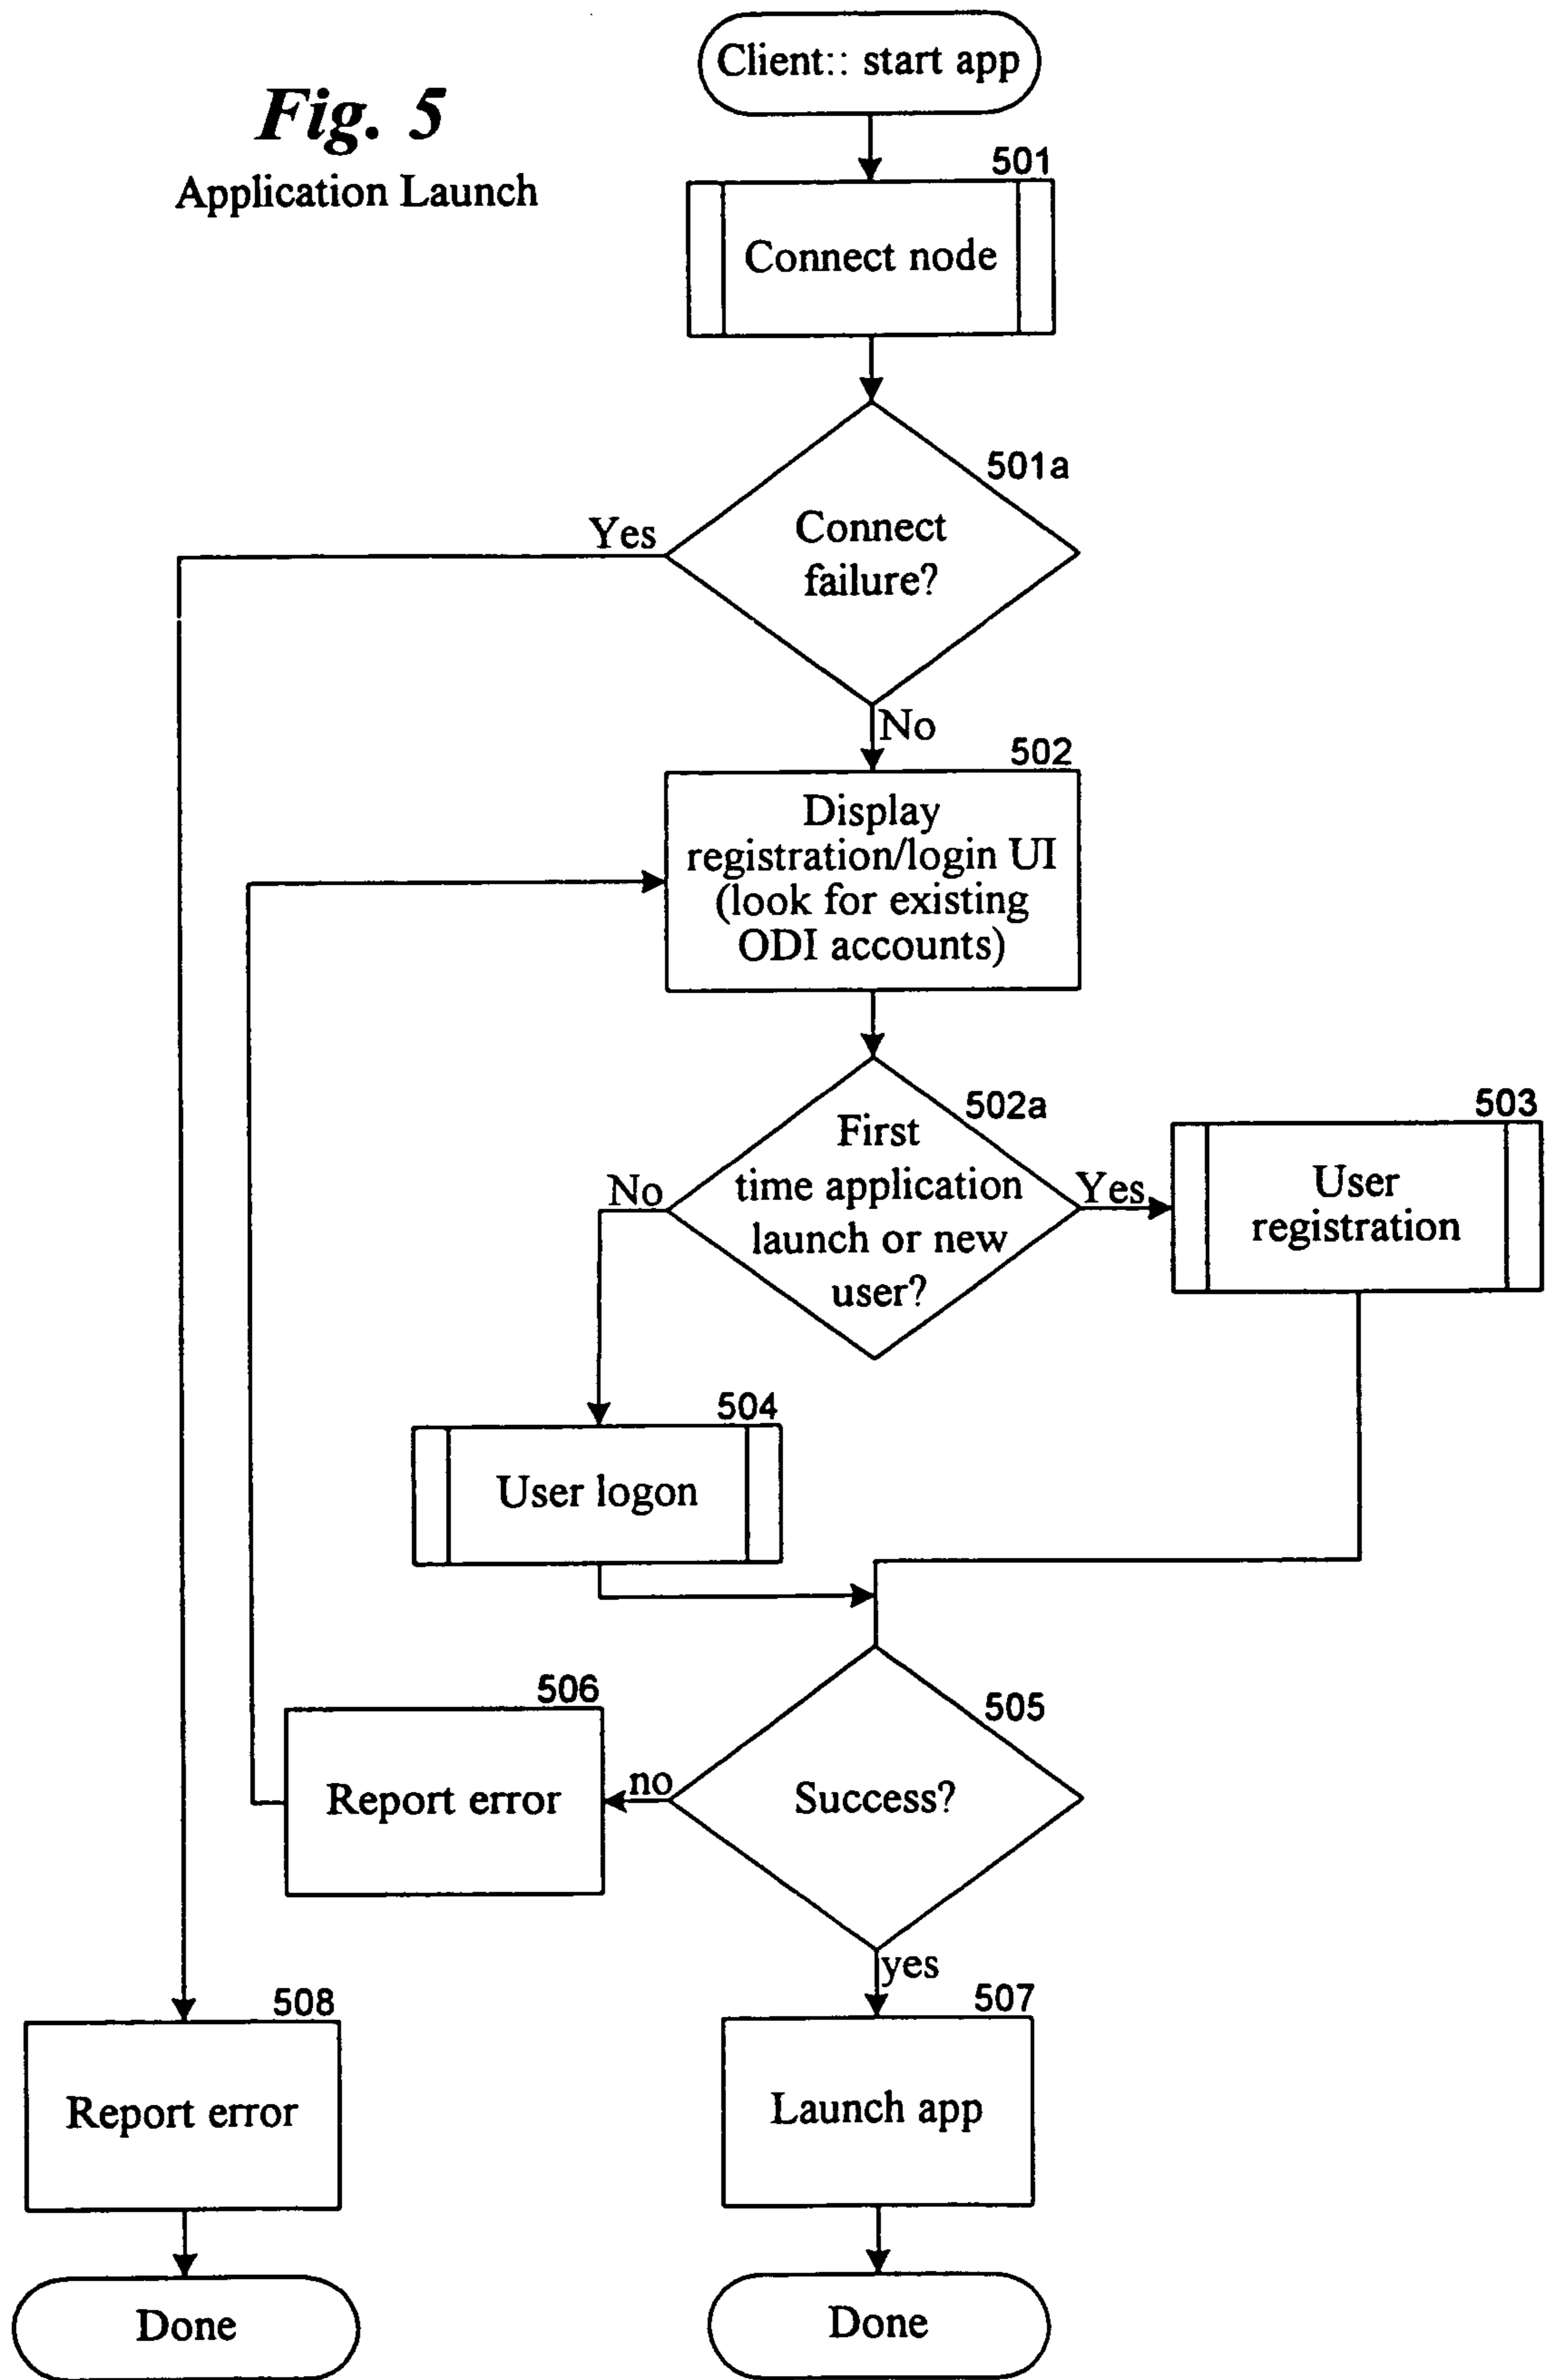 Client:: start app
Fig. 5
Application Launch
501
Connect node
501a
Connect
failure?
Yes
No
502
Display
registration/login UI
(look for existing
ODI accounts)
502a
First
time application
launch or new
user?
No
Yes
503
User
registration
504
User logon
505
Success?
no
506
Report error
yes
507
Launch app
508
Report error
Done
Done